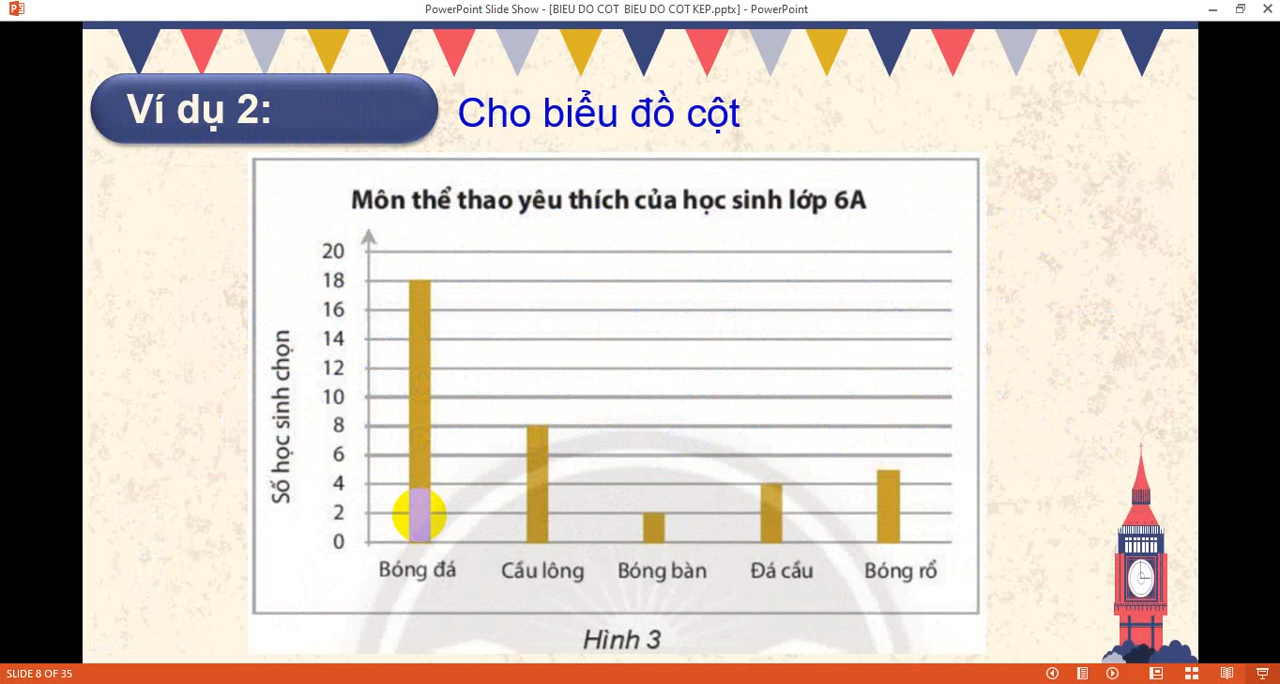 PowerPoint Slide Show - [BIEU DO COT BIEU DO COT KEP.pptx] - PowerPoint
Ví dụ 2:
Cho biểu đồ cột
Môn thể thao yêu thích của học sinh lớp 6A
Số học sinh chọn
20
18
16
14
12
10
8
6
4
2
0
Bóng đá Cầu lông Bóng bàn Đá cầu Bóng rổ
Hình 3
SLIDE 8 OF 35